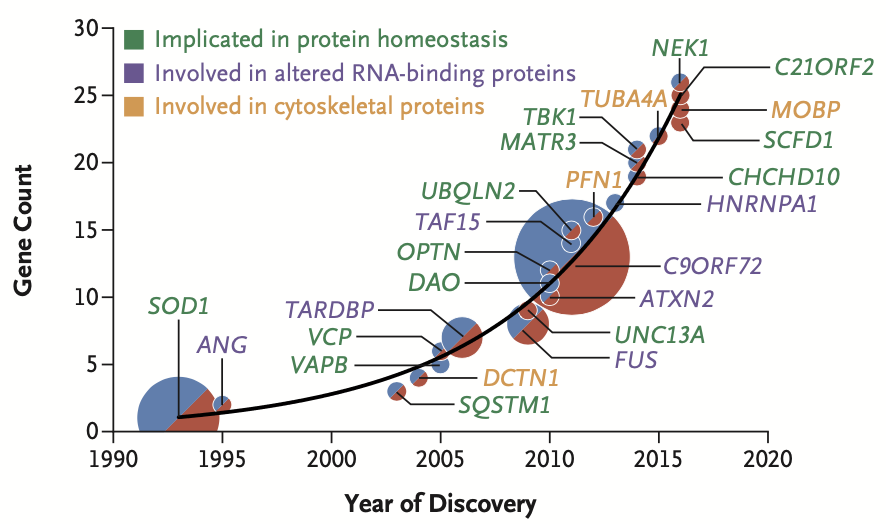 30
Implicated in protein homeostasis
NEK1
Involved in altered RNA-binding proteins
C21ORF2
25
Involved in cytoskeletal proteins
TUBA4A
MOBP
TBK1
MATR3
SCFD1
20
PFN1
CHCHD10
UBQLN2
HNRNPA1
Gene Count
15
TAF15
OPTN
C9ORF72
DAO
10
SOD1
TARDBP
ATXN2
ANG
VCP
UNC13A
VAPB
FUS
5
DCTN1
SQSTM1
0
1990
1995
2000
2005
2010
2015
2020
Year of Discovery